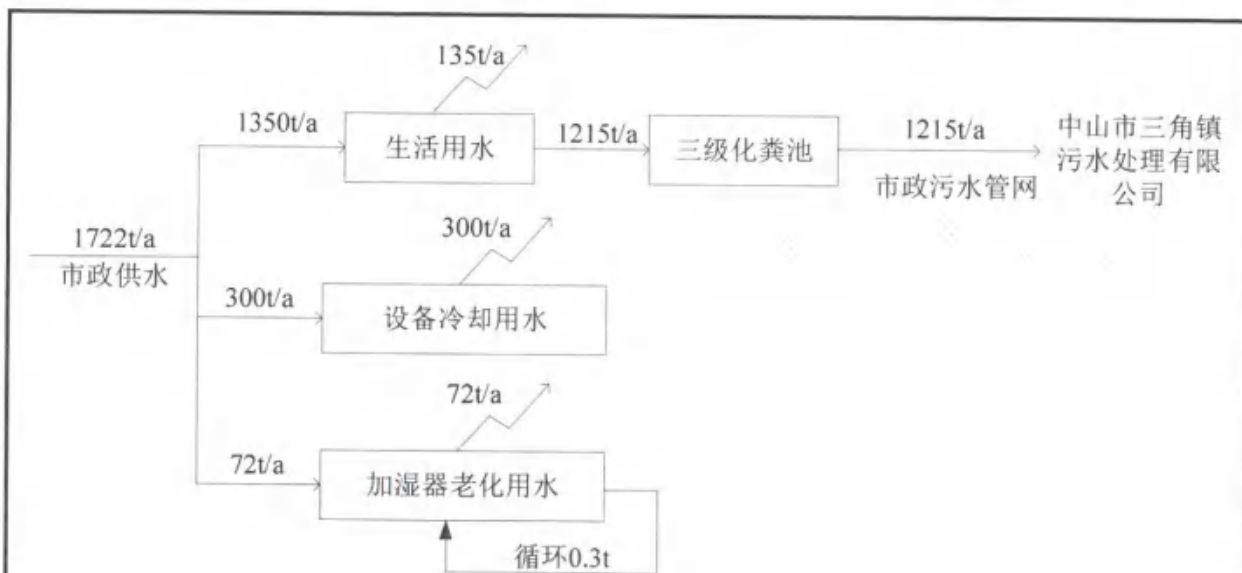 135t/a
1350t/a
生活用水
1215t/a
三级化粪池
1215t/a
市政污水管网
中山市三角镇
污水处理有限
公司
1722t/a
市政供水
300t/a
300t/a
设备冷却用水
72t/a
72t/a
加湿器老化用水
循环0.3t